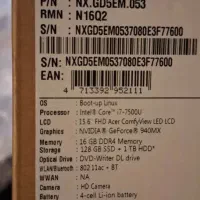 P/N: NX.GD5EM.053
RMN : N16Q2
S/N: NXGD5EM0537080E3F77600
S/N: NXGD5EM0537080E3F77600
EAN:
4 713392 952111
OS : Boot-up Linux
Processor : Intel® Core™ i7-7500U
LCD : 15.6" FHD Acer ComfyView LED LCD
Graphics : NVIDIA® GeForce® 940MX
Memory : 16 GB DDR4 Memory
Storage : 128 GB SSD + 1 TB HDD*
Optical Drive : DVD-Writer DL drive
WLAN/Bluetooth : 802.11ac + BT
WWAN : NA
Camera : HD Camera
Battery : 4-cell Li-ion battery